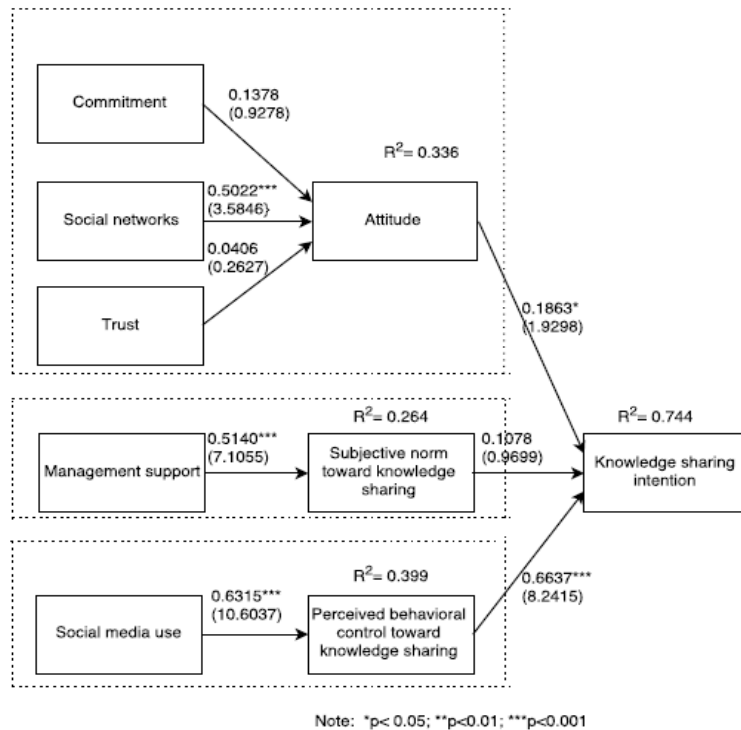 Commitment
0.1378
(0.9278)
R²= 0.336
Social networks
0.5022***
(3.5846}
Attitude
0.0406
(0.2627)
Trust
0.1863*
(1.9298)
R²= 0.264
R²= 0.744
Management support
0.5140***
(7.1055)
Subjective norm
toward knowledge
sharing
0.1078
(0.9699)
Knowledge sharing
intention
R²= 0.399
0.6637***
(8.2415)
Social media use
0.6315***
(10.6037)
Perceived behavioral
control toward
knowledge sharing
Note: *p< 0.05; **p<0.01; ***p<0.001